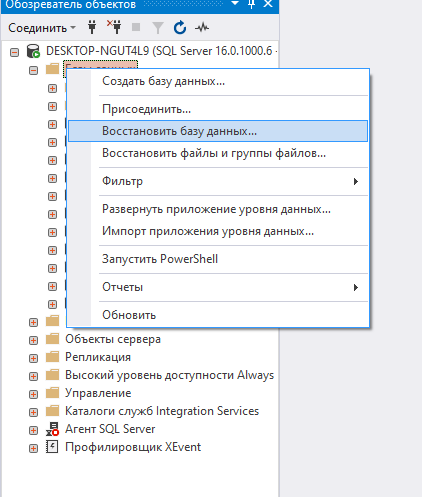 Обозреватель объектов
Соединить
DESKTOP-NGUT4L9 (SQL Server 16.0.1000.6 -
Создать базу данных...
Присоединить...
Восстановить базу данных...
Восстановить файлы и группы файлов...
Фильтр
Развернуть приложение уровня данных...
Импорт приложения уровня данных...
Запустить PowerShell
Отчеты
Обновить
Объекты сервера
Репликация
Высокий уровень доступности Always
Управление
Каталоги служб Integration Services
Агент SQL Server
Профилировщик XEvent